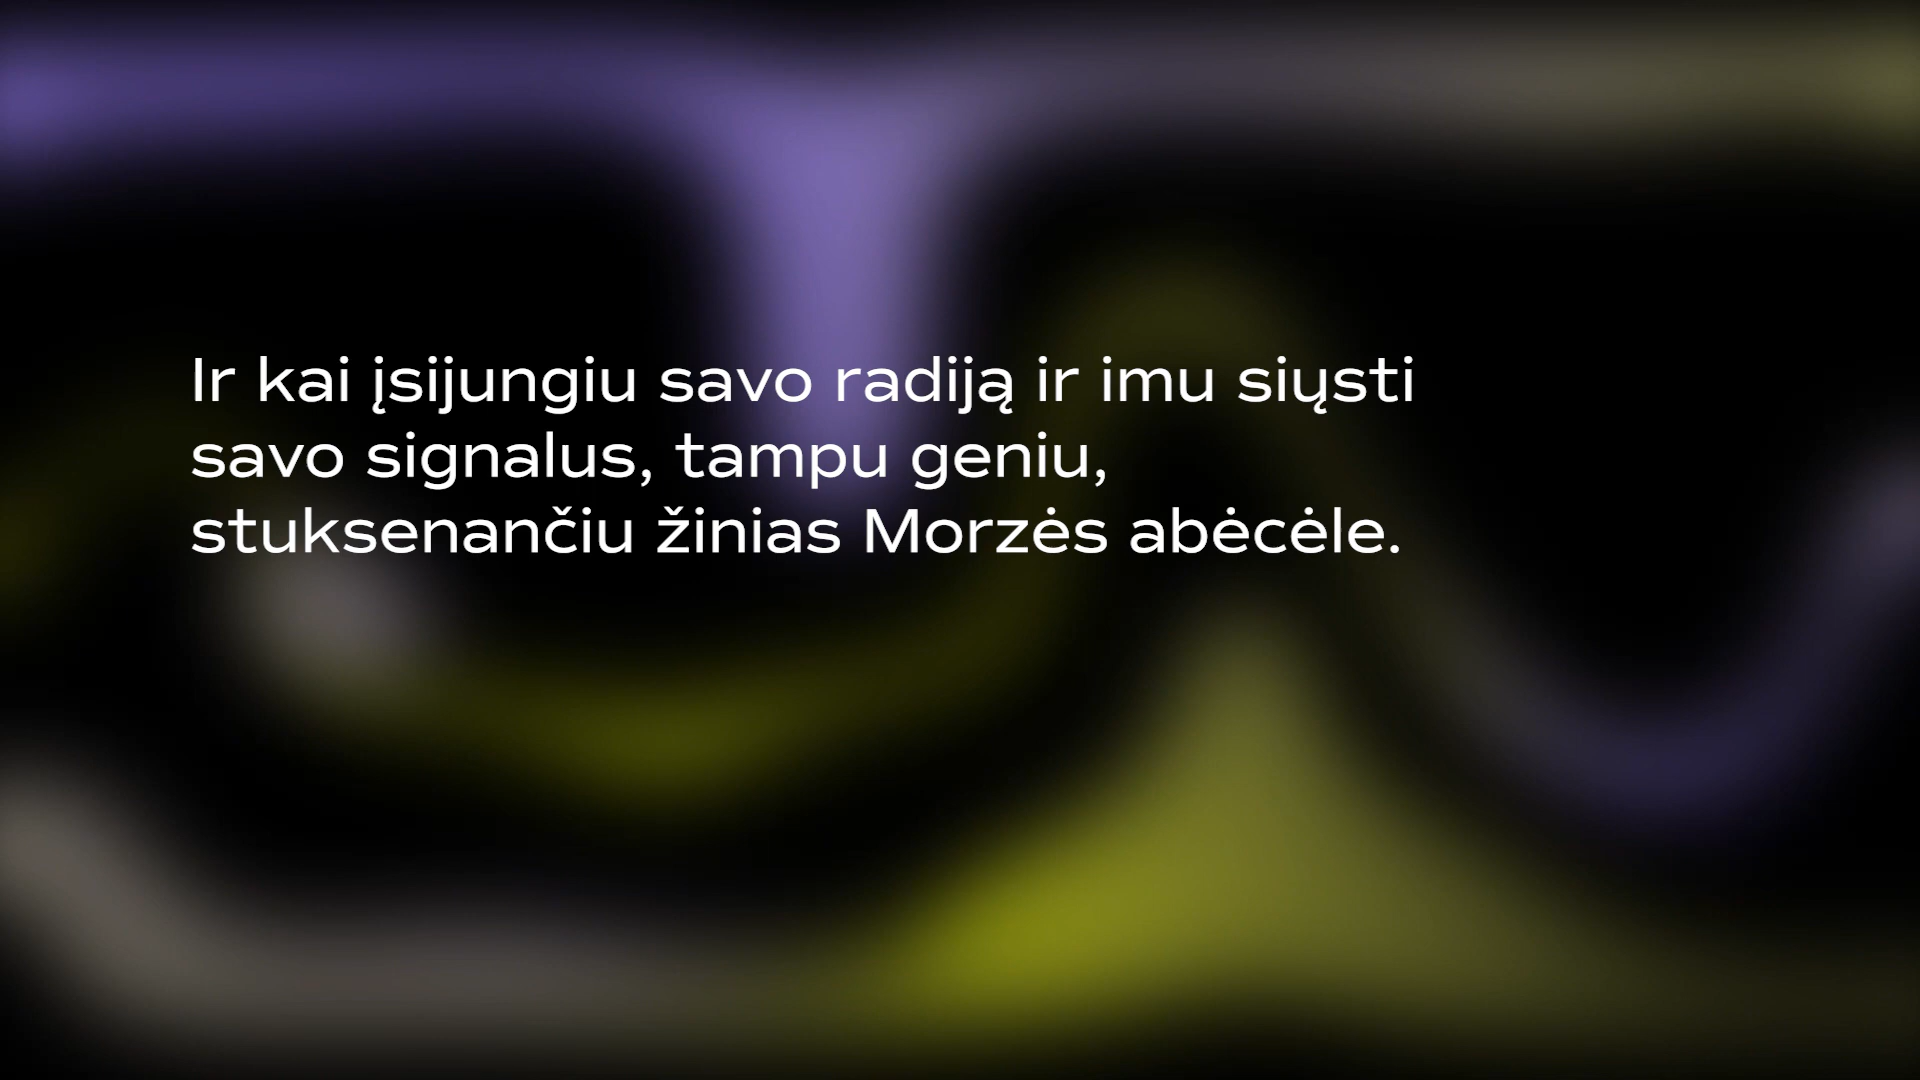 Ir kai įsijungiu savo radiją ir imu siųsti
savo signalus, tampu geniu,
stuksenančiu žinias Morzės abėcėle.